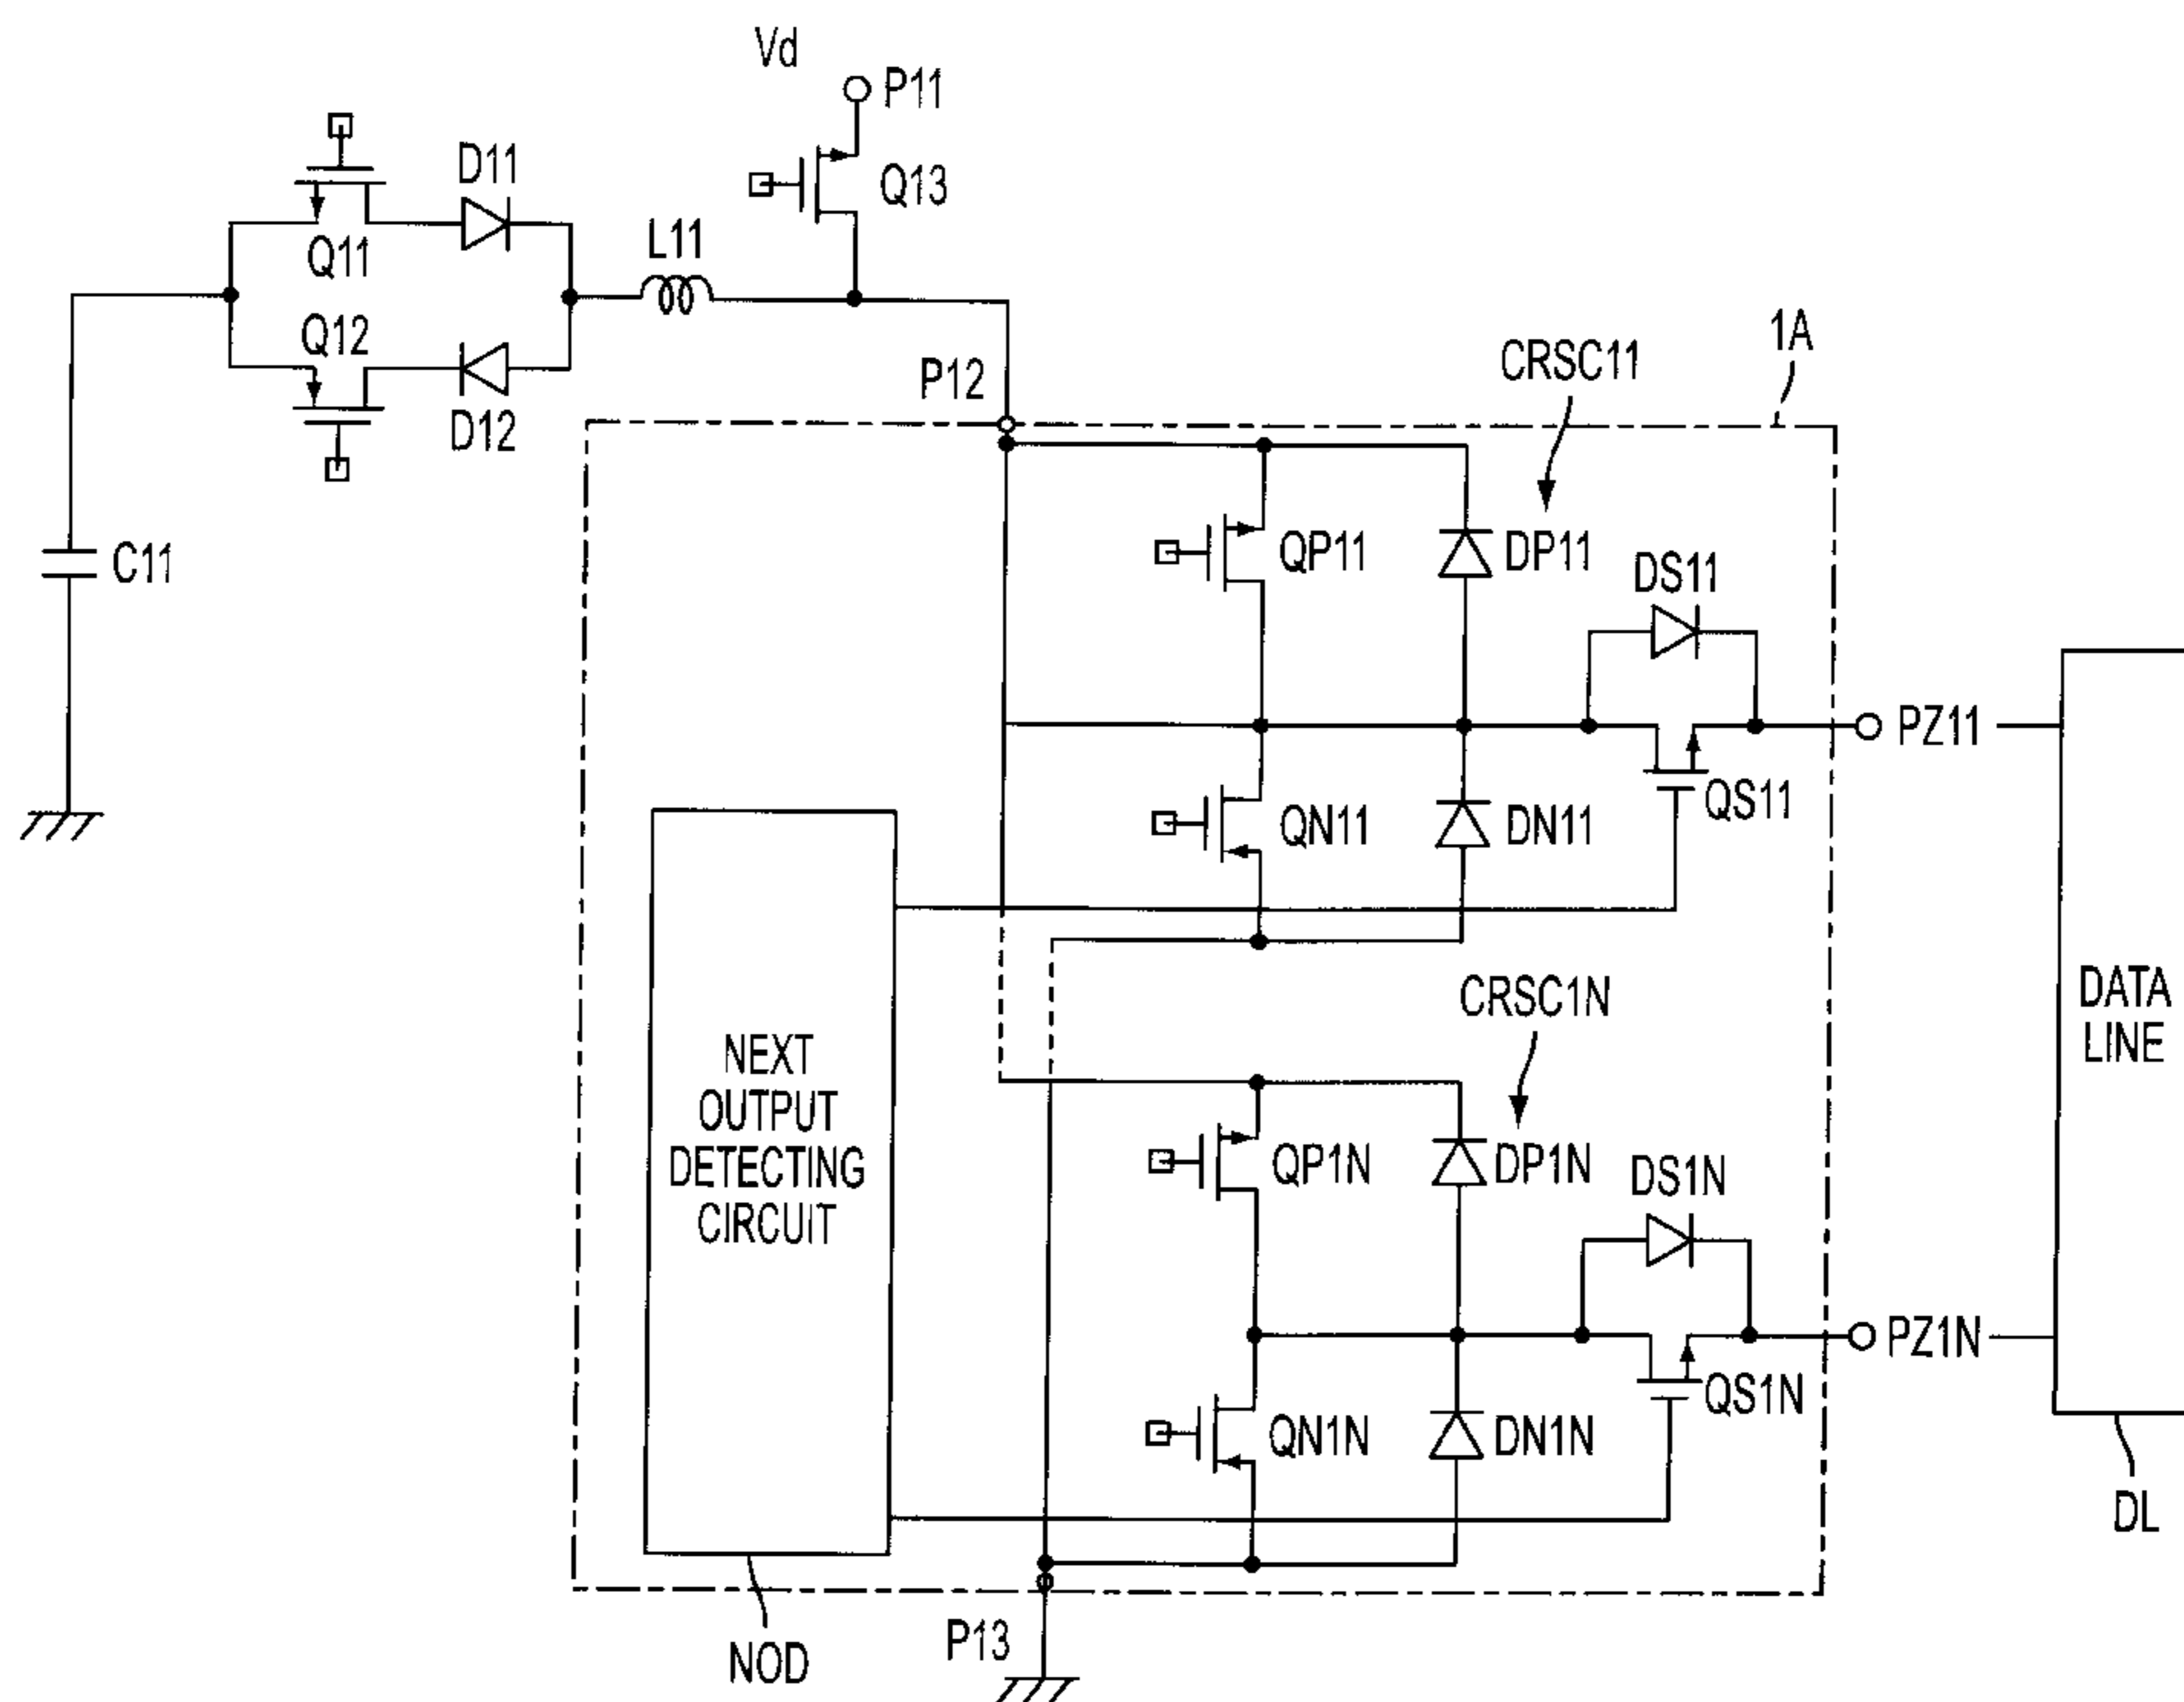 Vd
P11
D11
Q13
Q11
L11
Q12
1A
CRSC11
P12
D12
C11
QP11
DP11
DS11
PZ11
QN11
DN11
QS11
DATA
LINE
CRSC1N
NEXT
OUTPUT
DETECTING
CIRCUIT
QP1N
DP1N
DS1N
PZ1N
QS1N
QN1N
DN1N
DL
P13
NOD